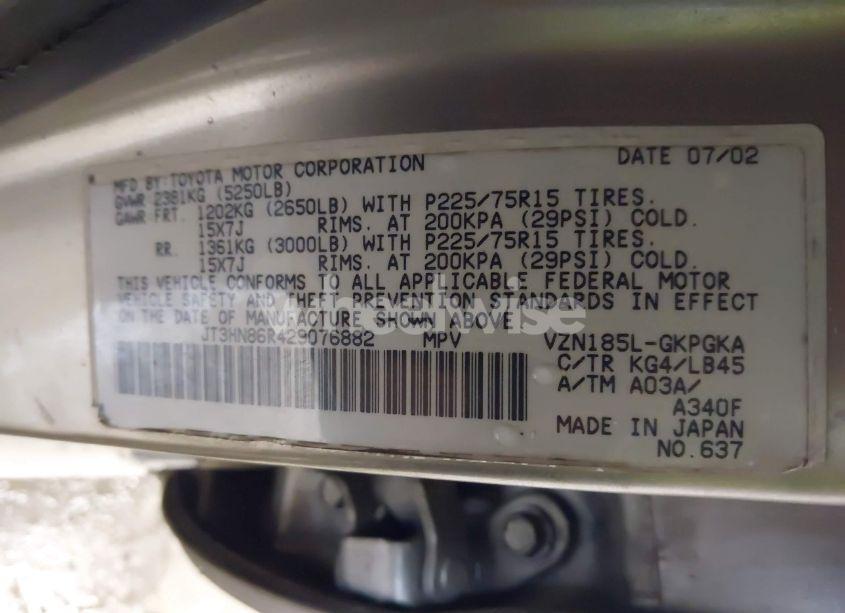 MFD BY:TOYOTA MOTOR CORPORATION DATE 07/02
GVWR 2381KG (5250LB)
GAWR FRT. 1202KG (2650LB) WITH P225/75R15 TIRES.
15X7J RIMS. AT 200KPA (29PSI) COLD.
RR. 1361KG (3000LB) WITH P225/75R15 TIRES.
15X7J RIMS. AT 200KPA (29PSI) COLD.
THIS VEHICLE CONFORMS TO ALL APPLICABLE FEDERAL MOTOR
VEHICLE SAFETY AND THEFT PREVENTION STANDARDS IN EFFECT
ON THE DATE OF MANUFACTURE SHOWN ABOVE.
wheelwise
JT3HN86R429076882 MPV VZN185L-GKPGKA
C/TR KG4/LB45
A/TM A03A/
A340F
MADE IN JAPAN
NO.637